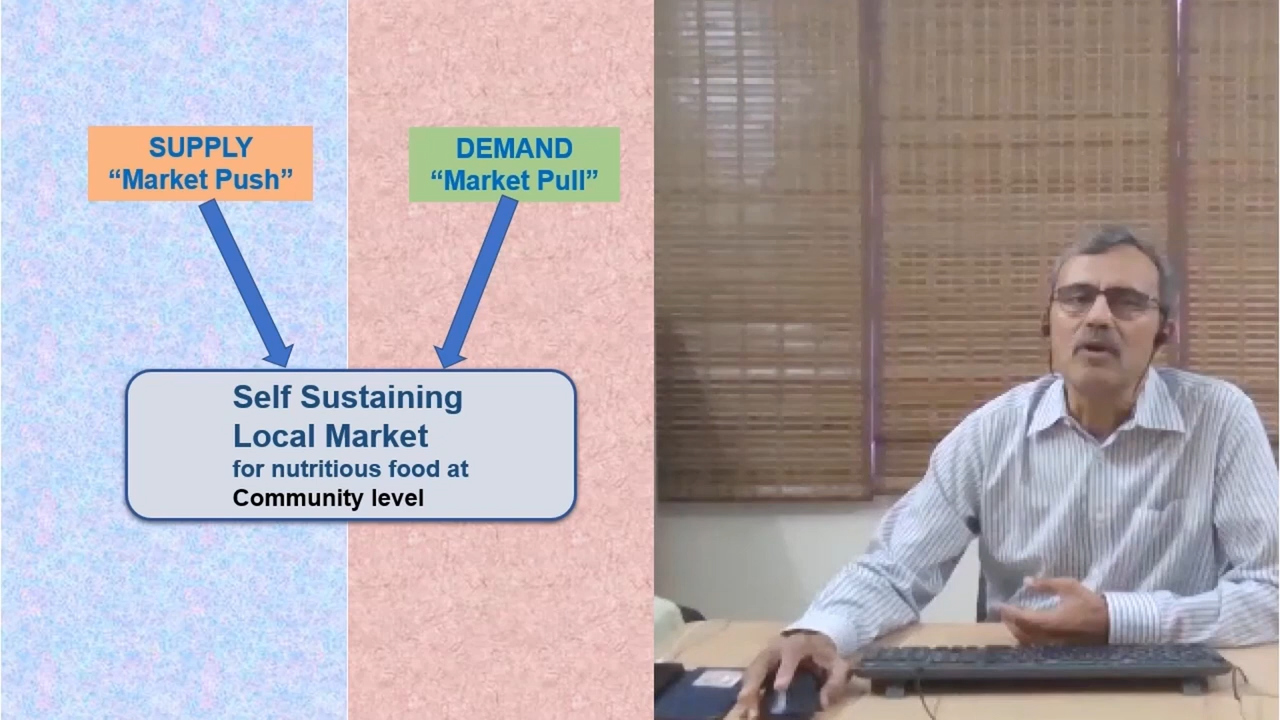 SUPPLY
“Market Push”
DEMAND
“Market Pull”
Self Sustaining
Local Market
for nutritious food at
Community level